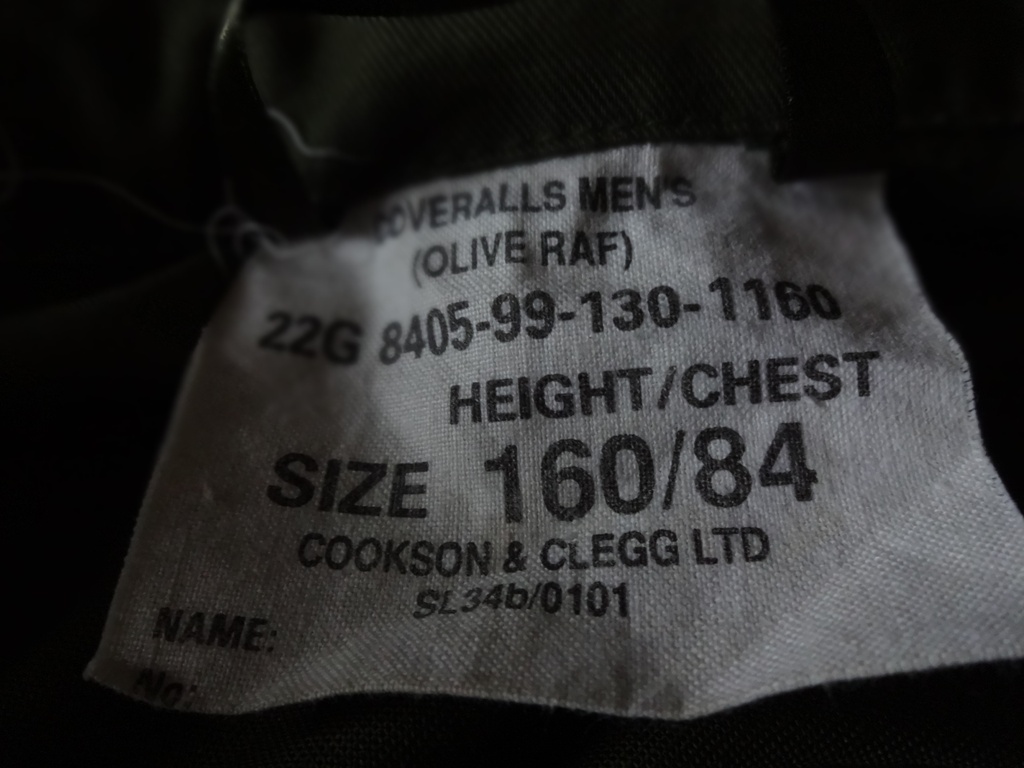 COVERALLS MEN'S
(OLIVE RAF)
22G 8405-99-130-1160
HEIGHT/CHEST
SIZE 160/84
COOKSON & CLEGG LTD
SL34b/0101
NAME:
No: